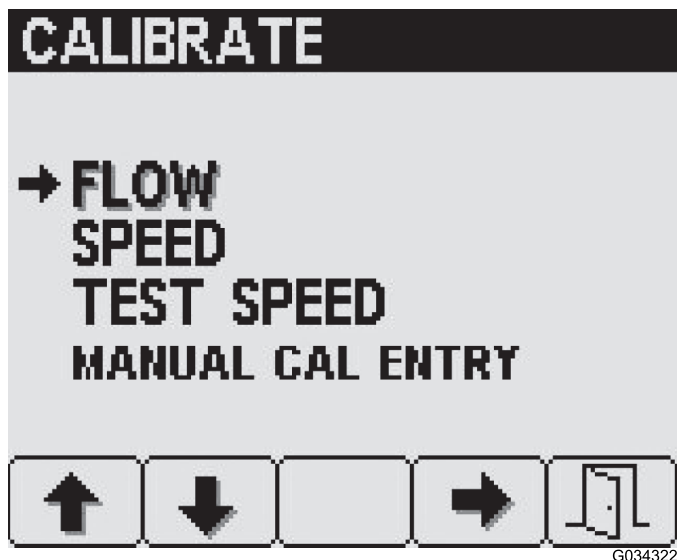 CALIBRATE
FLOW
SPEED
TEST SPEED
MANUAL CAL ENTRY
G034322